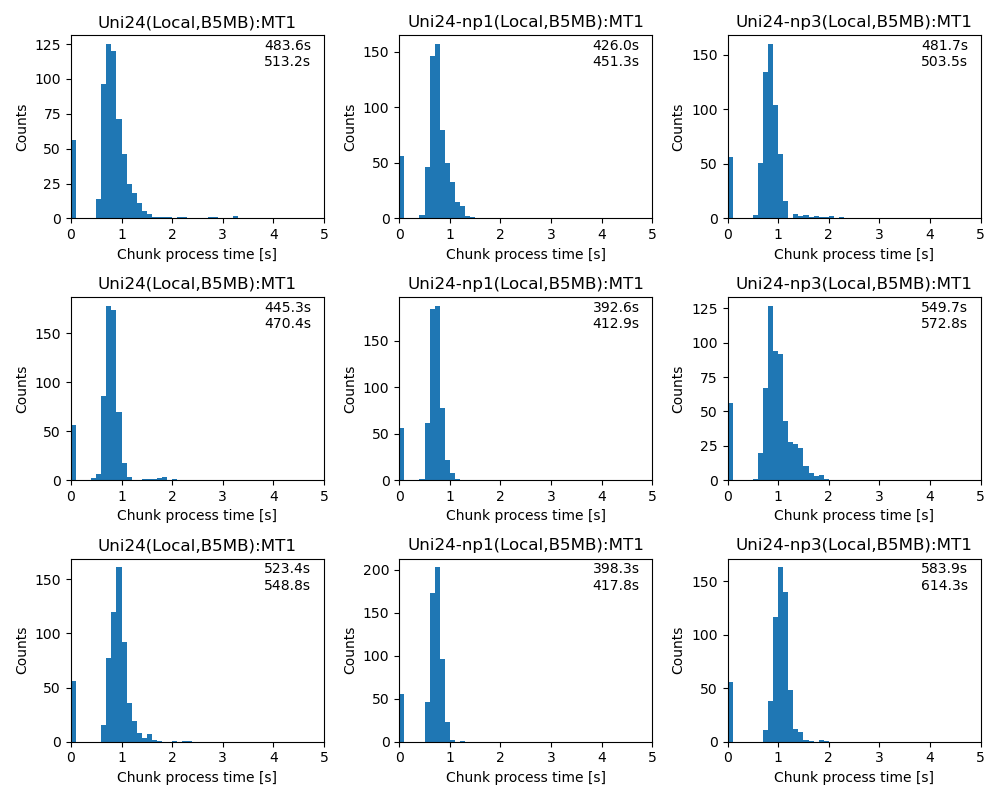 Uni24(Local,B5MB):MT1
483.6s
513.2s
125
100
75
50
25
0
Counts
0 1 2 3 4 5
Chunk process time [s]
Uni24-np1(Local,B5MB):MT1
426.0s
451.3s
150
100
50
0
Counts
0 1 2 3 4 5
Chunk process time [s]
Uni24-np3(Local,B5MB):MT1
481.7s
503.5s
150
100
50
0
Counts
0 1 2 3 4 5
Chunk process time [s]
Uni24(Local,B5MB):MT1
445.3s
470.4s
150
100
50
0
Counts
0 1 2 3 4 5
Chunk process time [s]
Uni24-np1(Local,B5MB):MT1
392.6s
412.9s
150
100
50
0
Counts
0 1 2 3 4 5
Chunk process time [s]
Uni24-np3(Local,B5MB):MT1
549.7s
572.8s
125
100
75
50
25
0
Counts
0 1 2 3 4 5
Chunk process time [s]
Uni24(Local,B5MB):MT1
523.4s
548.8s
150
100
50
0
Counts
0 1 2 3 4 5
Chunk process time [s]
Uni24-np1(Local,B5MB):MT1
398.3s
417.8s
200
150
100
50
0
Counts
0 1 2 3 4 5
Chunk process time [s]
Uni24-np3(Local,B5MB):MT1
583.9s
614.3s
150
100
50
0
Counts
0 1 2 3 4 5
Chunk process time [s]